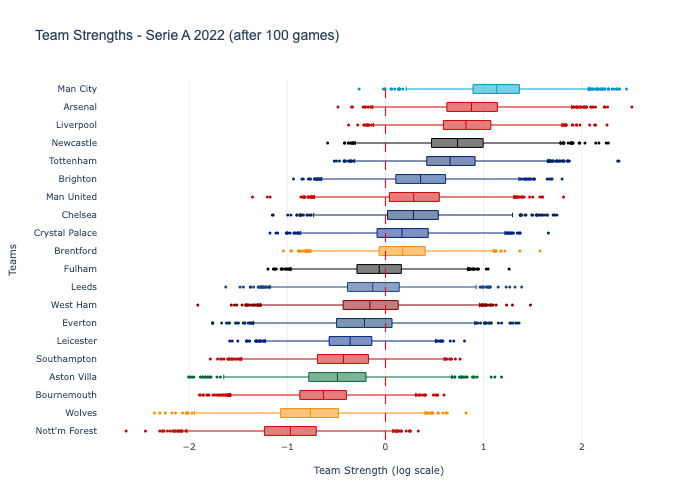 Team Strengths - Serie A 2022 (after 100 games)
Man City
Arsenal
Liverpool
Newcastle
Tottenham
Brighton
Man United
Chelsea
Crystal Palace
Brentford
Fulham
Leeds
West Ham
Everton
Leicester
Southampton
Aston Villa
Bournemouth
Wolves
Nott'm Forest
Teams
−2 −1 0 1 2
Team Strength (log scale)